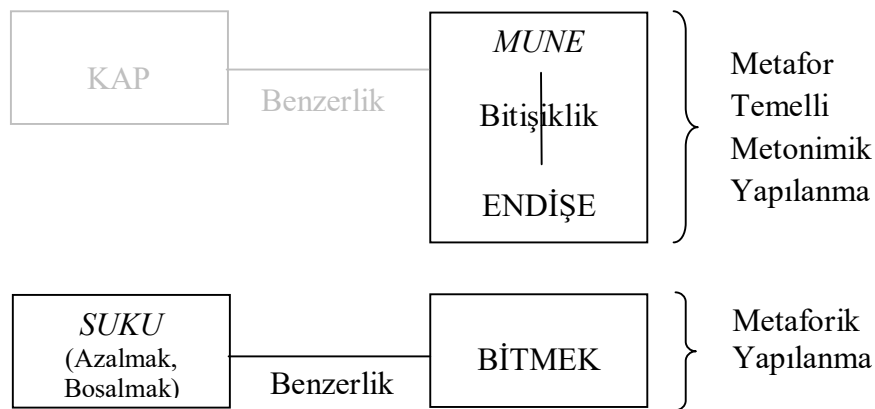 KAP
Benzerlik
MUNE
Bitişiklik
ENDİŞE
Metafor
Temelli
Metonimik
Yapılanma
SUKU
(Azalmak,
Bosalmak)
Benzerlik
BİTMEK
Metaforik
Yapılanma